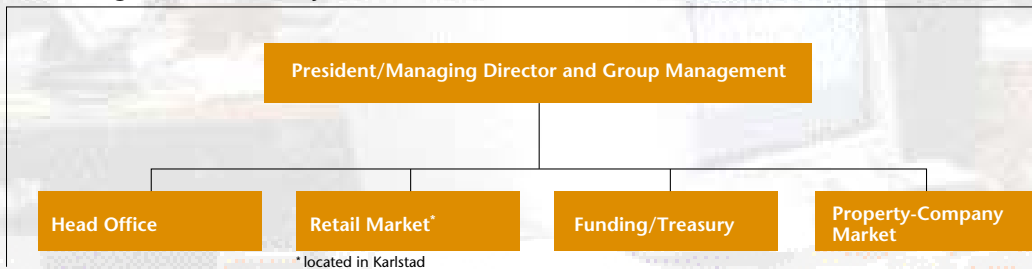 President/Managing Director and Group Management
Head Office
Retail Market*
Funding/Treasury
Property-Company
Market
* located in Karlstad